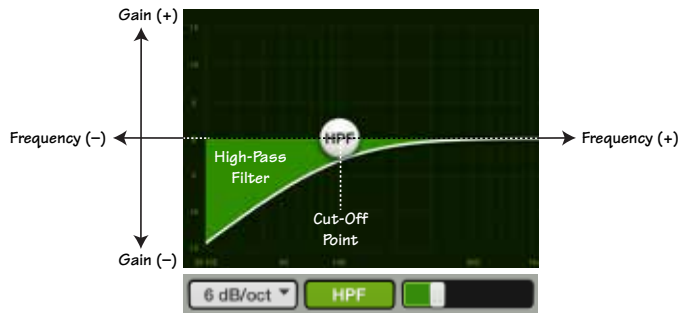 Gain (+)
Frequency (–)
HPF
Frequency (+)
High-Pass
Filter
Cut-Off
Point
Gain (–)
6 dB/oct
HPF